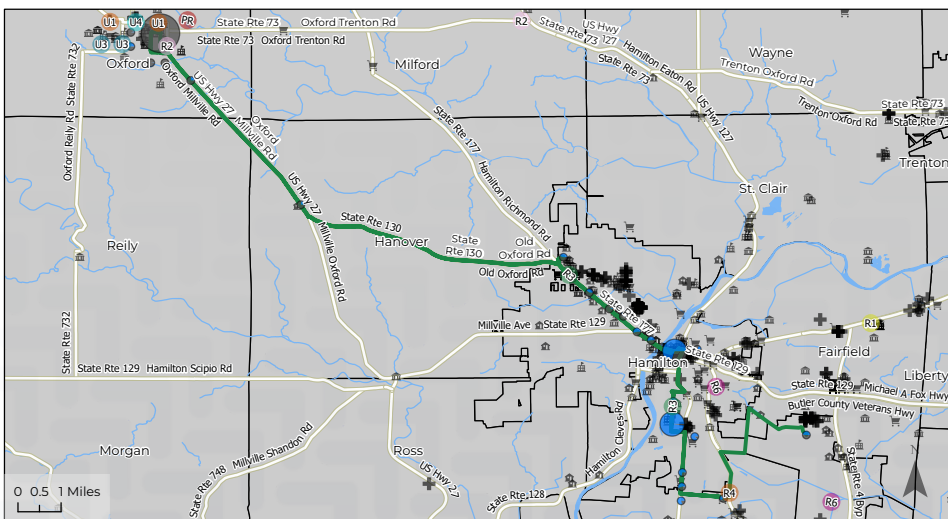 U1
U4
U1
PR
State Rte 73
Oxford Trenton Rd
R2
State Rte 73
Oxford Trenton Rd
U3
U3
R2
Oxford
US Hwy
127
State Rte 73
Hamilton Eaton Rd
State Rte 73
Wayne
Trenton Oxford Rd
Milford
Oxford Reily Rd
State Rte 732
US Hwy 27
Oxford
Millville Rd
Oxford Millville Rd
State Rte 177
US Hwy 127
Trenton Oxford Rd
State Rte 73
State Rte 73
Trenton
US Hwy 27
Millville Oxford Rd
Hamilton Richmond Rd
St. Clair
State Rte 130
Hanover
State
Rte 130
Old
Oxford Rd
Old Oxford Rd
R3
Reily
State Rte 732
State Rte 177
Millville Ave
State Rte 129
R1
Hamilton
State Rte 129
Fairfield
State Rte 129
Hamilton Scipio Rd
R6
Liberty
State Rte 129
Michael A Fox Hwy
Butler County Veterans Hwy
R3
Hamilton Cleves Rd
Morgan
Millville Shandon Rd
State Rte 748
Ross
US Hwy 27
State Rte 128
R4
R6
State Rte 4 Byp
0 0.5 1 Miles